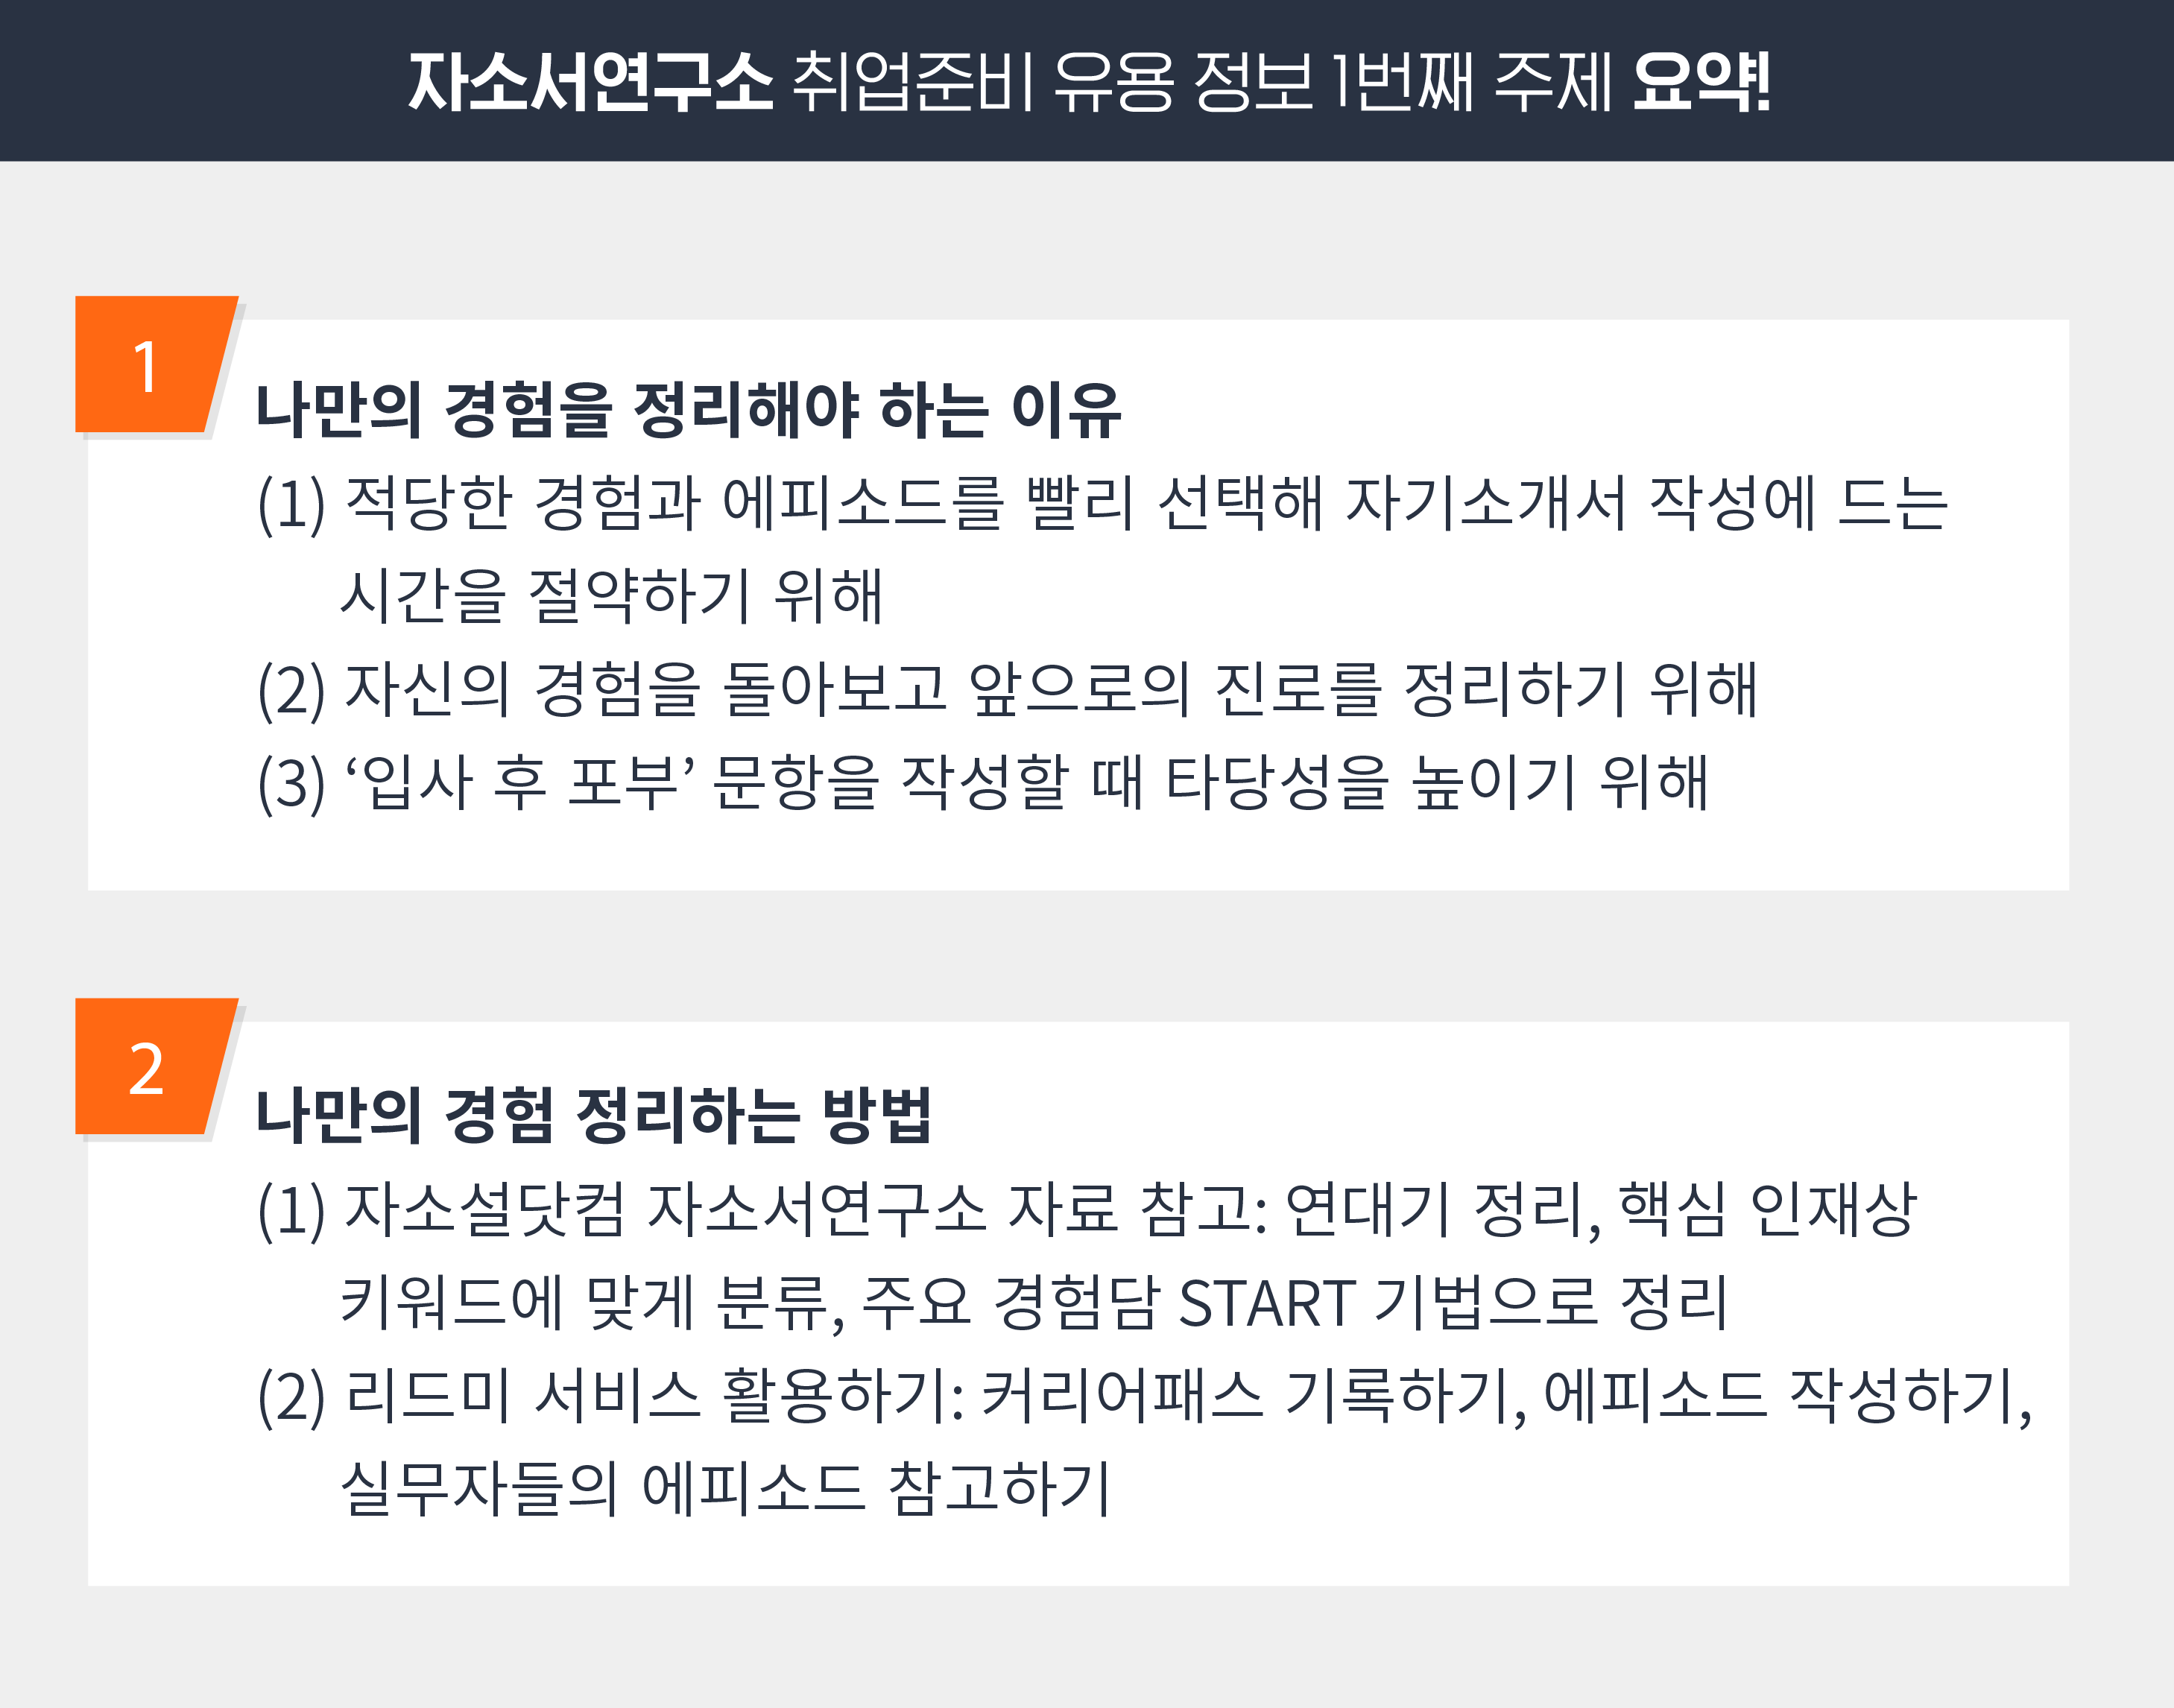 자소서연구소 취업준비 유용 정보 1번째 주제 요약!
1
나만의 경험을 정리해야 하는 이유
(1) 적당한 경험과 에피소드를 빨리 선택해 자기소개서 작성에 드는
시간을 절약하기 위해
(2) 자신의 경험을 돌아보고 앞으로의 진로를 정리하기 위해
(3) ‘입사 후 포부’ 문항을 작성할 때 타당성을 높이기 위해
2
나만의 경험 정리하는 방법
(1) 자소설닷컴 자소서연구소 자료 참고: 연대기 정리, 핵심 인재상
키워드에 맞게 분류, 주요 경험담 START 기법으로 정리
(2) 리드미 서비스 활용하기: 커리어패스 기록하기, 에피소드 작성하기,
실무자들의 에피소드 참고하기